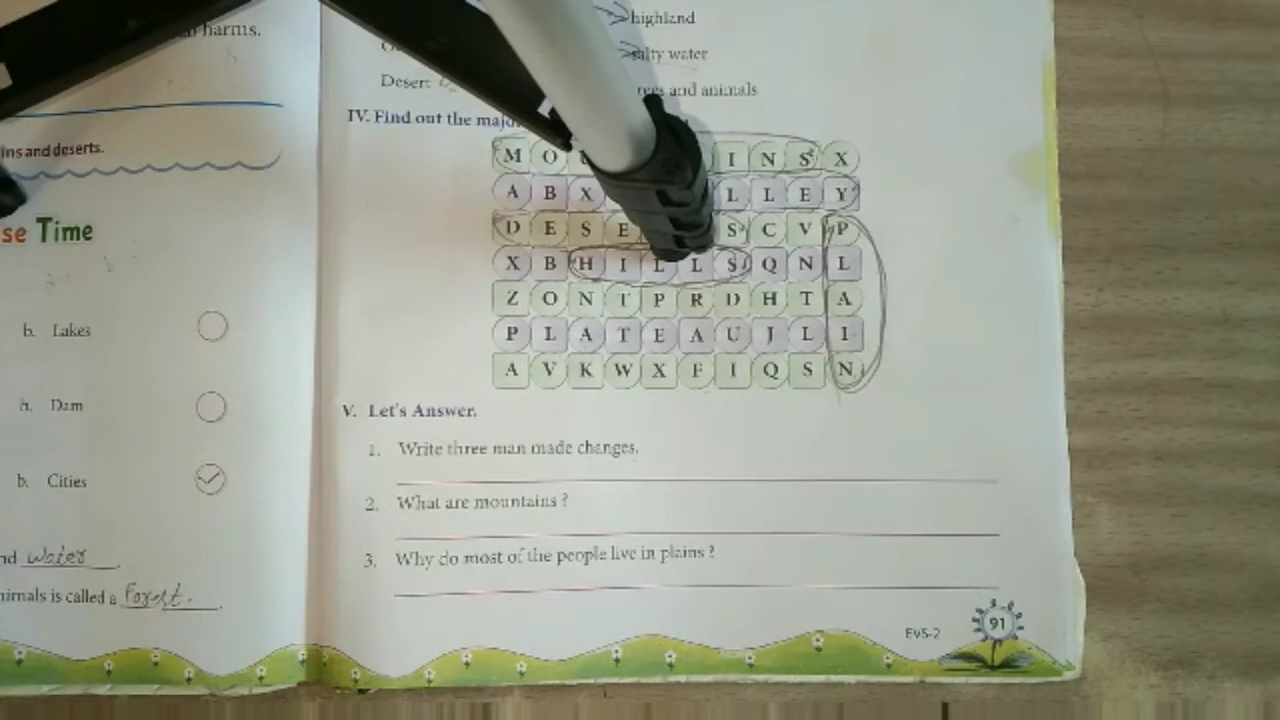 harms.
ins and deserts.
se Time
b. Lakes
h. Dam
b. Cities
nd water.
nimals is called a Forest.
highland
salty water
Desert
rees and animals
IV. Find out the majo
M O U I N S X
A B X L L E Y
D E S E S C V P
X B H I L L S Q N L
Z O N T P R D H T A
P L A T E A U J L I
A V K W X F I Q S N
V. Let's Answer.
1. Write three man made changes.
2. What are mountains ?
3. Why do most of the people live in plains ?
EVS-2 91